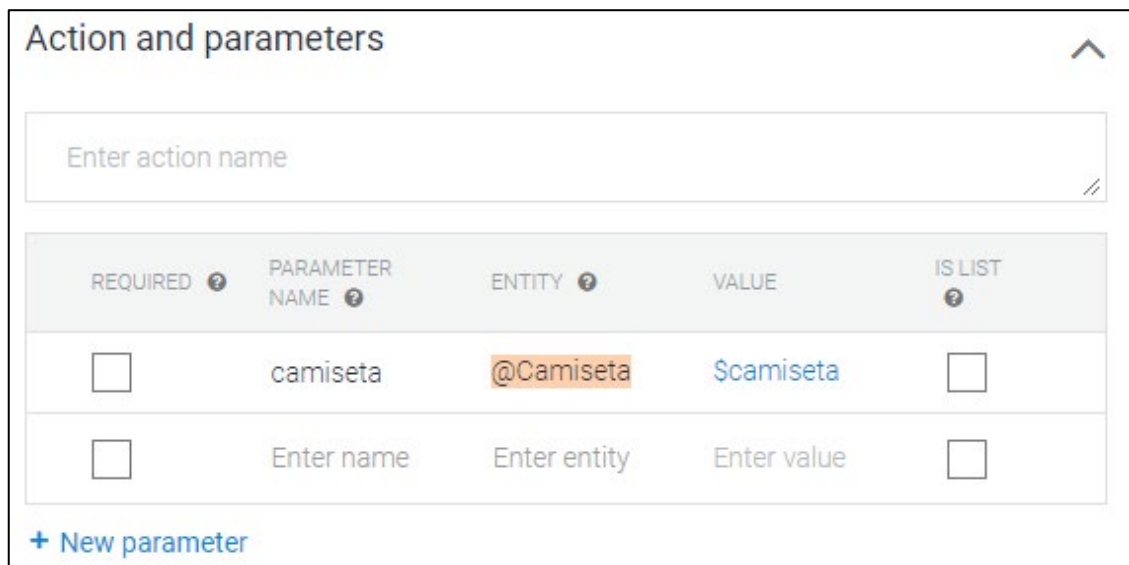 Action and parameters
Enter action name
REQUIRED PARAMETER NAME ENTITY VALUE IS LIST
camiseta @Camiseta $camiseta
Enter name Enter entity Enter value
+ New parameter